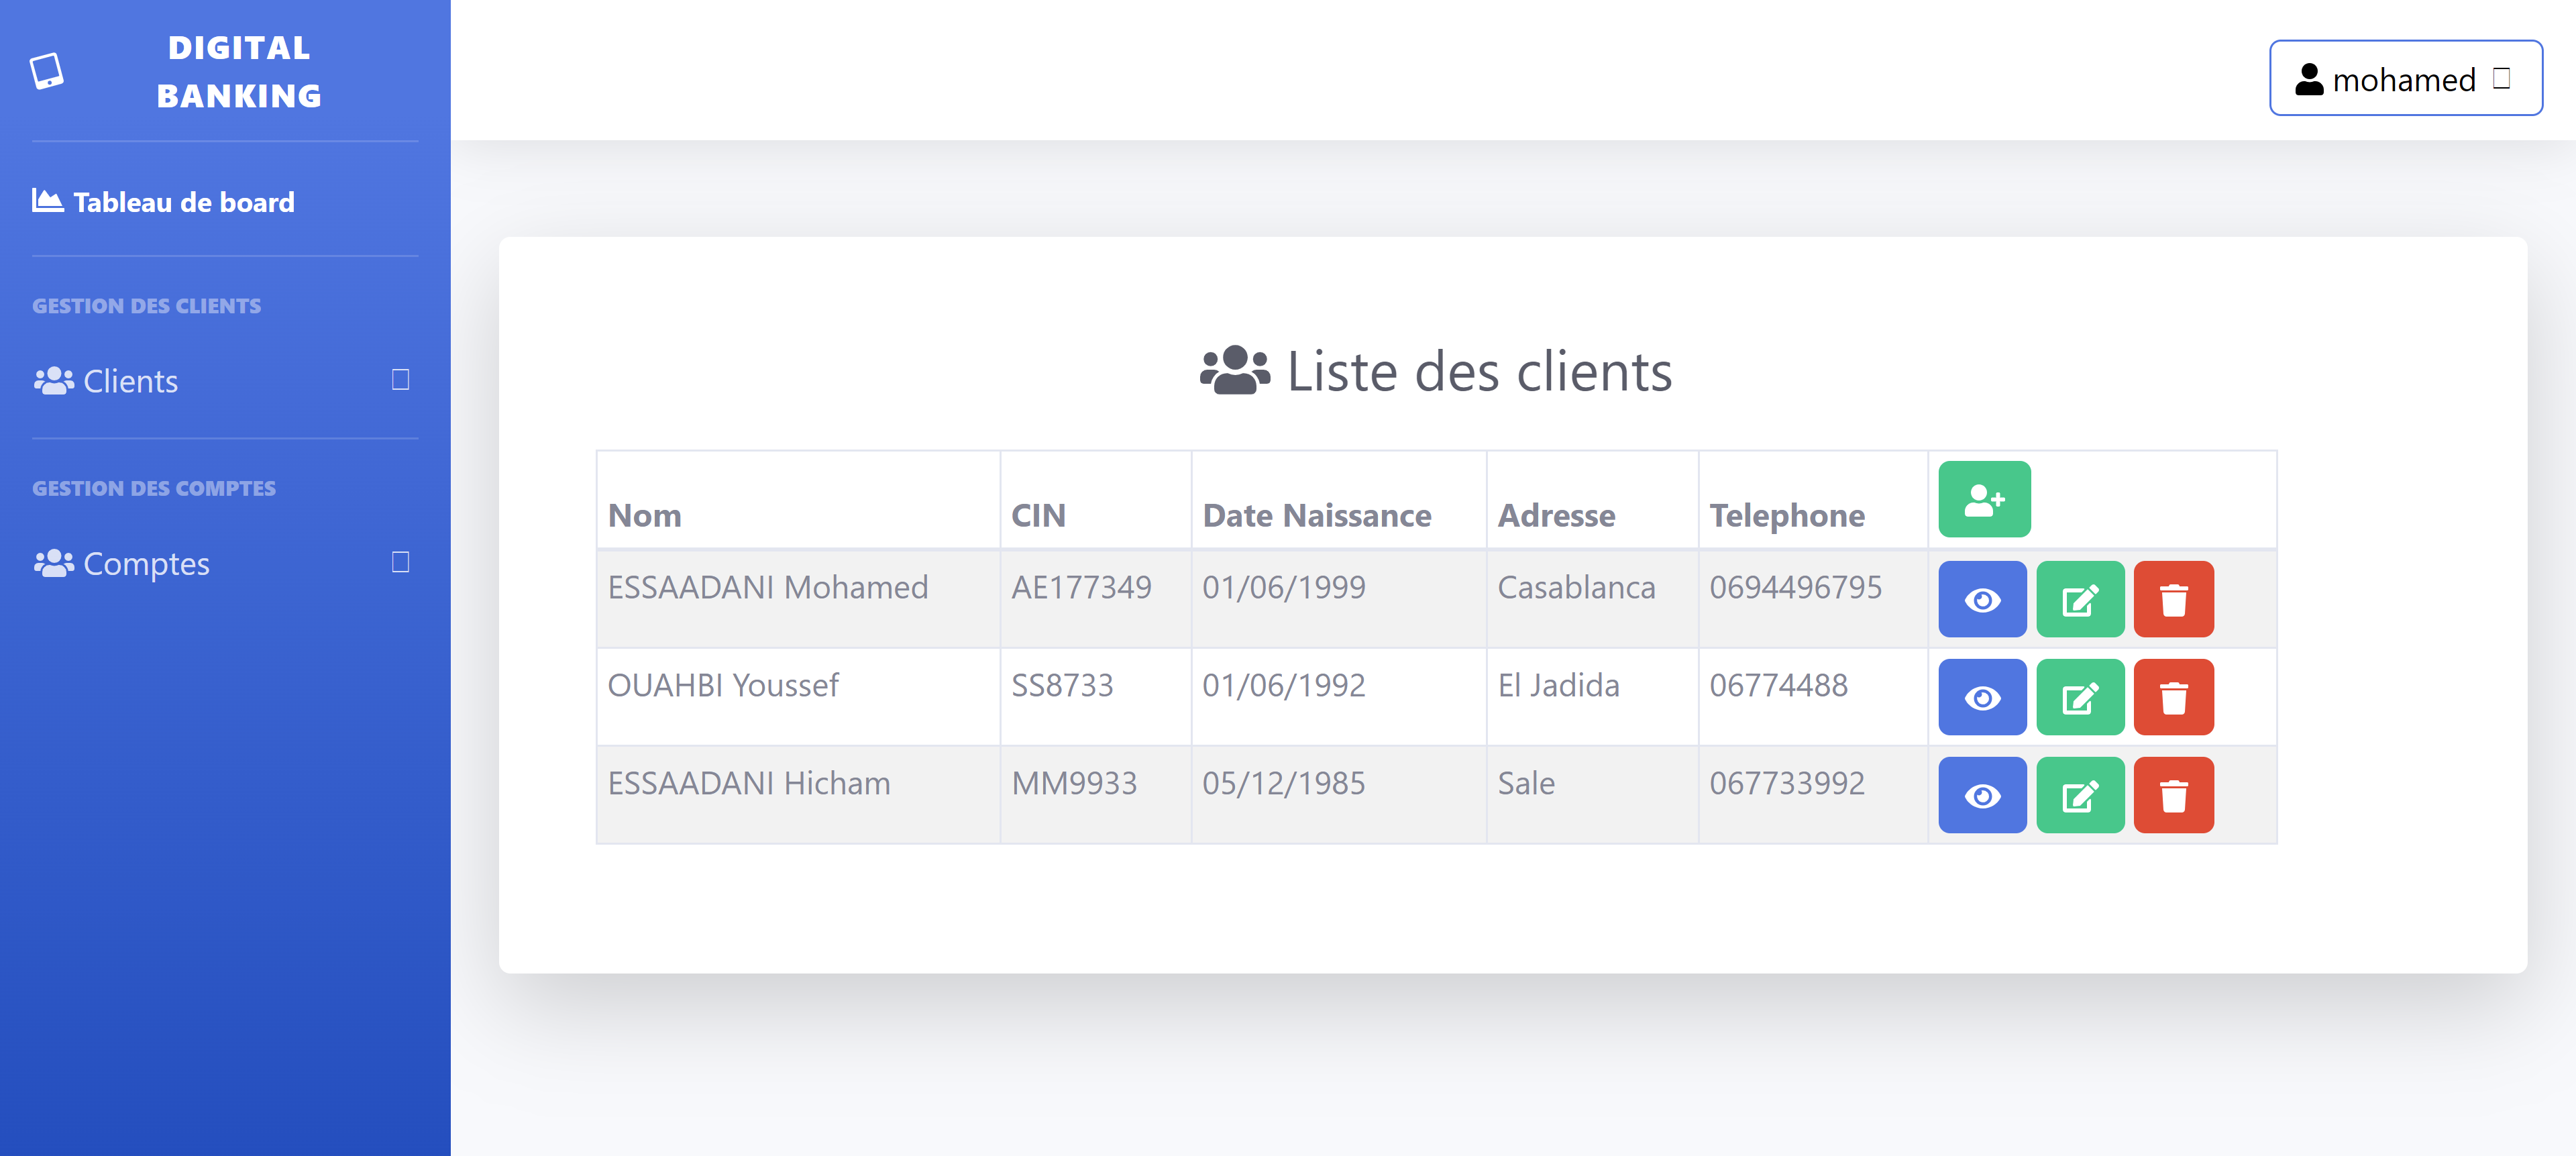 DIGITAL
BANKING
mohamed
Tableau de board
GESTION DES CLIENTS
Clients
GESTION DES COMPTES
Comptes
Liste des clients
Nom CIN Date Naissance Adresse Telephone
ESSAADANI Mohamed AE177349 01/06/1999 Casablanca 0694496795
OUAHBI Youssef SS8733 01/06/1992 El Jadida 06774488
ESSAADANI Hicham MM9933 05/12/1985 Sale 067733992